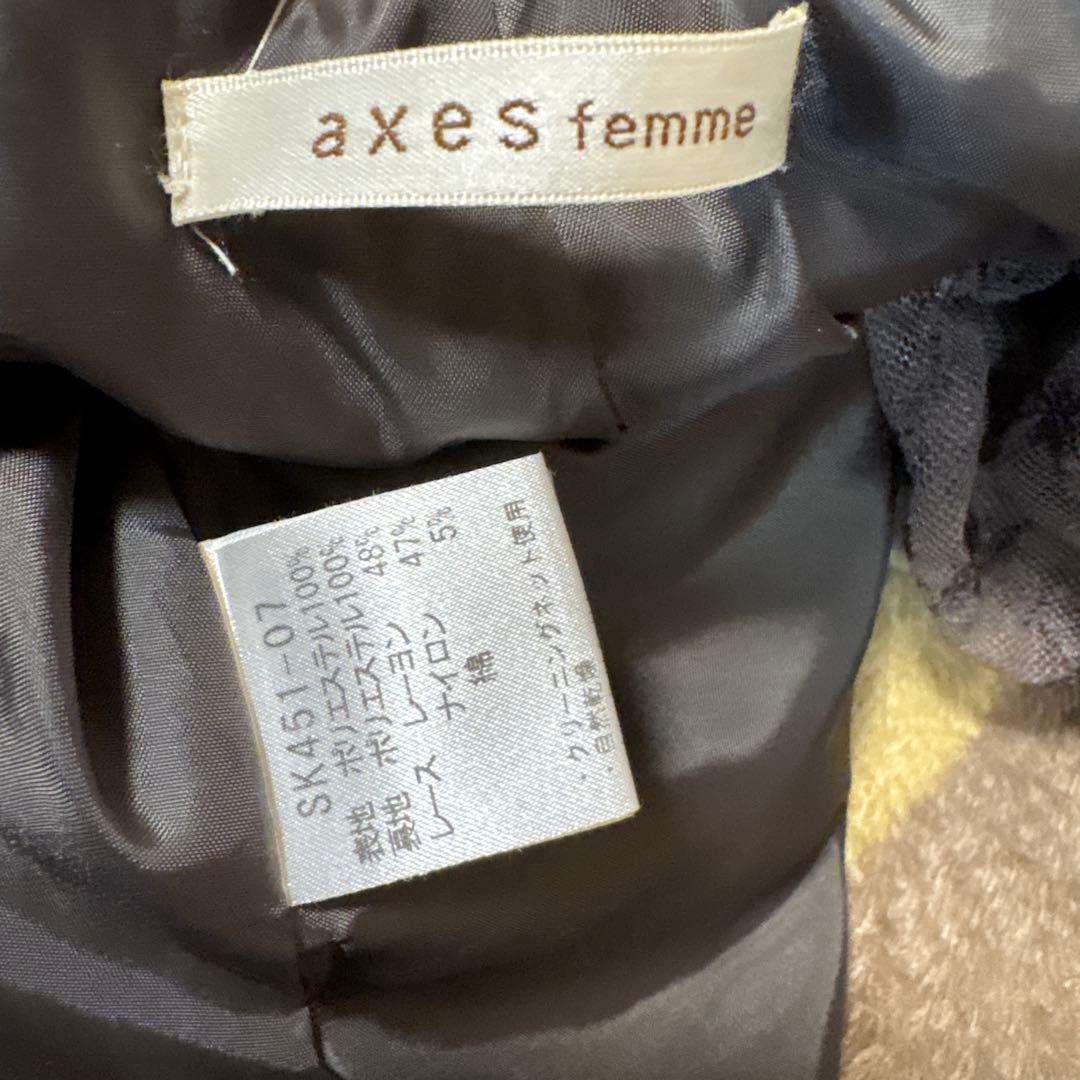 axes femme
SK451-07
表地 ポリエステル100%
裏地 ポリエステル100%
レース レーヨン 48%
ナイロン 47%
綿 5%
・クリーニングネット使用
・自然乾燥